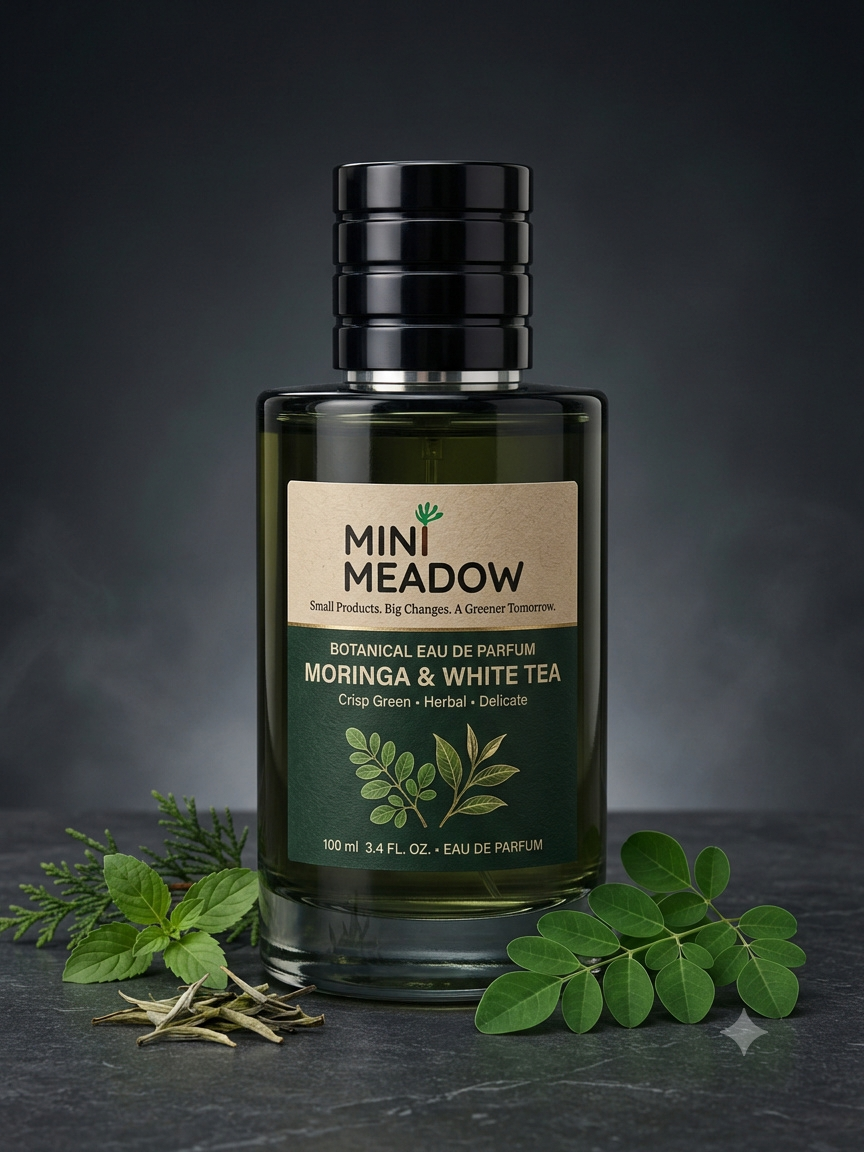 MINI
MEADOW
Small Products. Big Changes. A Greener Tomorrow.
BOTANICAL EAU DE PARFUM
MORINGA & WHITE TEA
Crisp Green • Herbal • Delicate
100 ml 3.4 FL. OZ. • EAU DE PARFUM